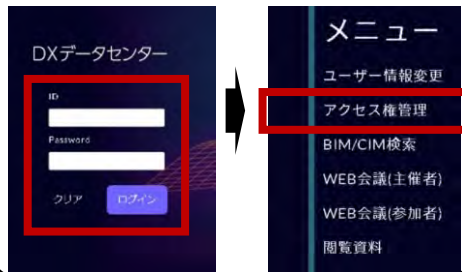 DXデータセンター
ID
Password
クリア ログイン
メニュー
ユーザー情報変更
アクセス権管理
BIM/CIM検索
WEB会議(主催者)
WEB会議(参加者)
閲覧資料